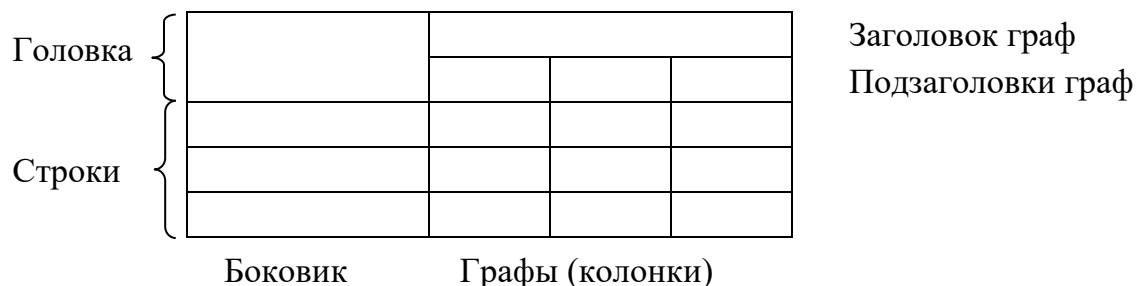 Головка
Заголовок граф
Подзаголовки граф
Строки
Боковик
Графы (колонки)